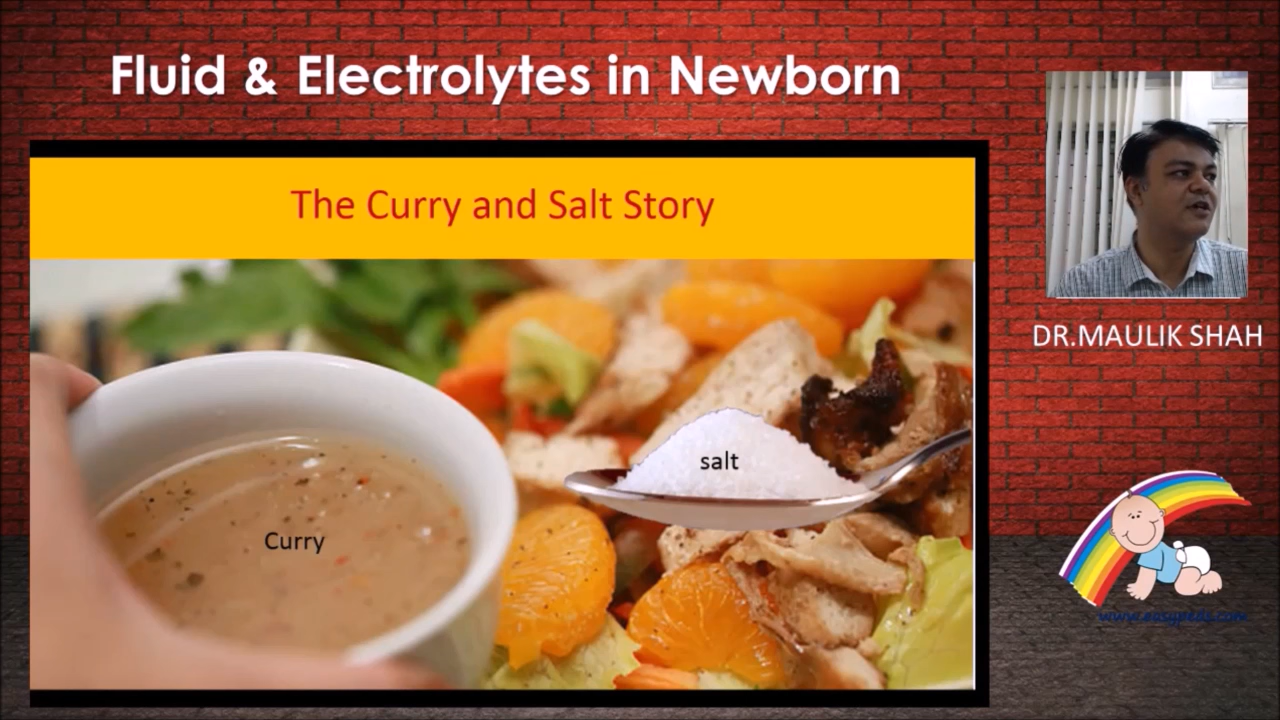 Fluid & Electrolytes in Newborn
The Curry and Salt Story
salt
Curry
DR.MAULIK SHAH
www.easypeds.com